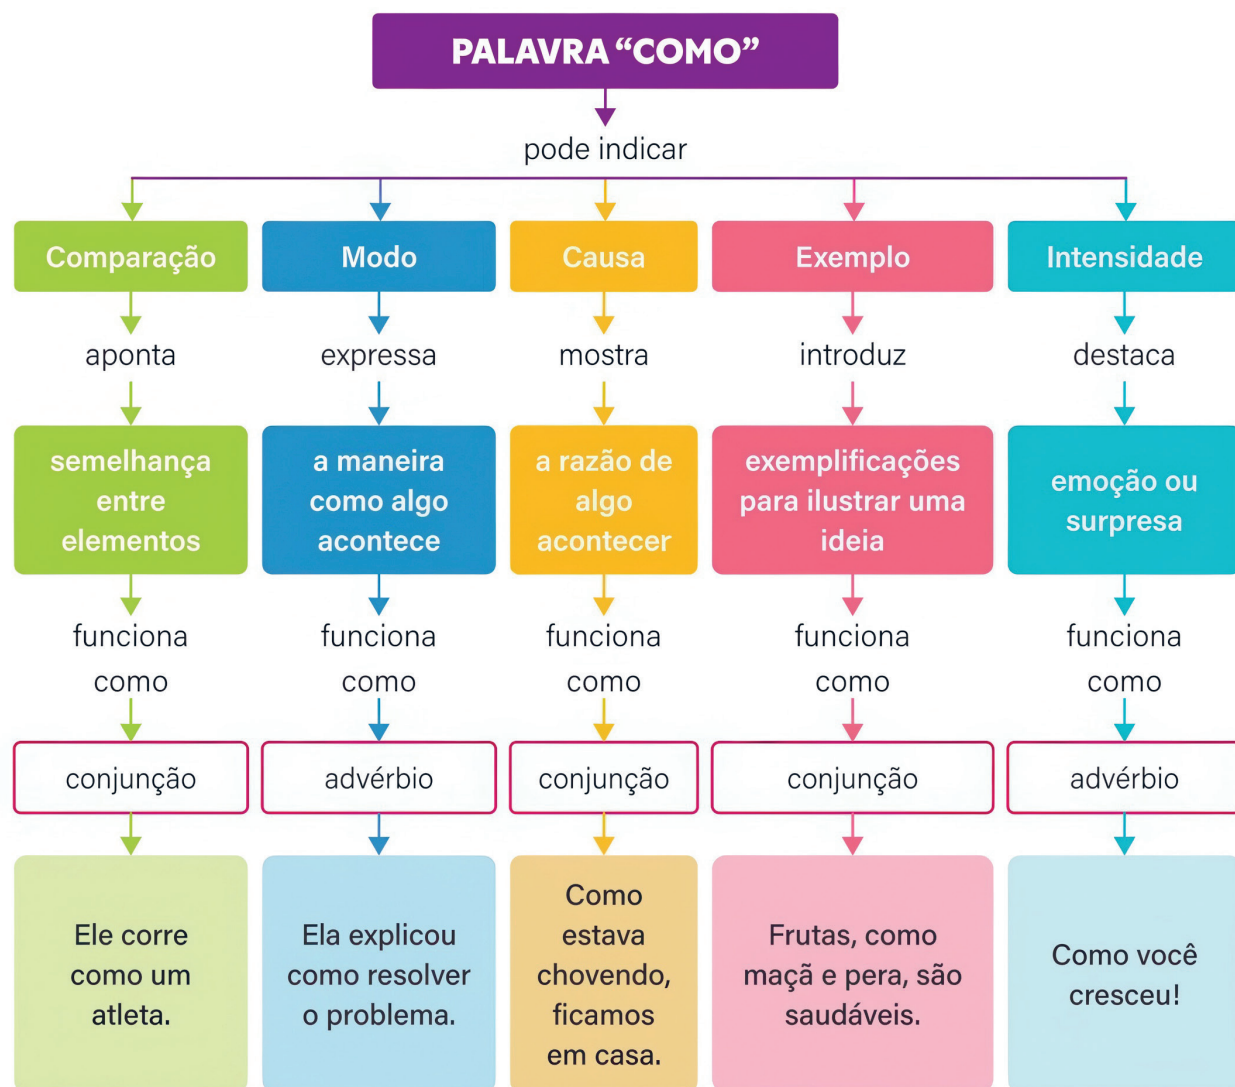 PALAVRA “COMO”
pode indicar
Comparação
Modo
Causa
Exemplo
Intensidade
aponta
expressa
mostra
introduz
destaca
semelhança
entre
elementos
a maneira
como algo
acontece
a razão de
algo
acontecer
exemplificações
para ilustrar uma
ideia
emoção ou
surpresa
funciona
como
funciona
como
funciona
como
funciona
como
funciona
como
conjunção
advérbio
conjunção
conjunção
advérbio
Ele corre
como um
atleta.
Ela explicou
como resolver
o problema.
Como
estava
chovendo,
ficamos
em casa.
Frutas, como
maçã e pera, são
saudáveis.
Como você
cresceu!